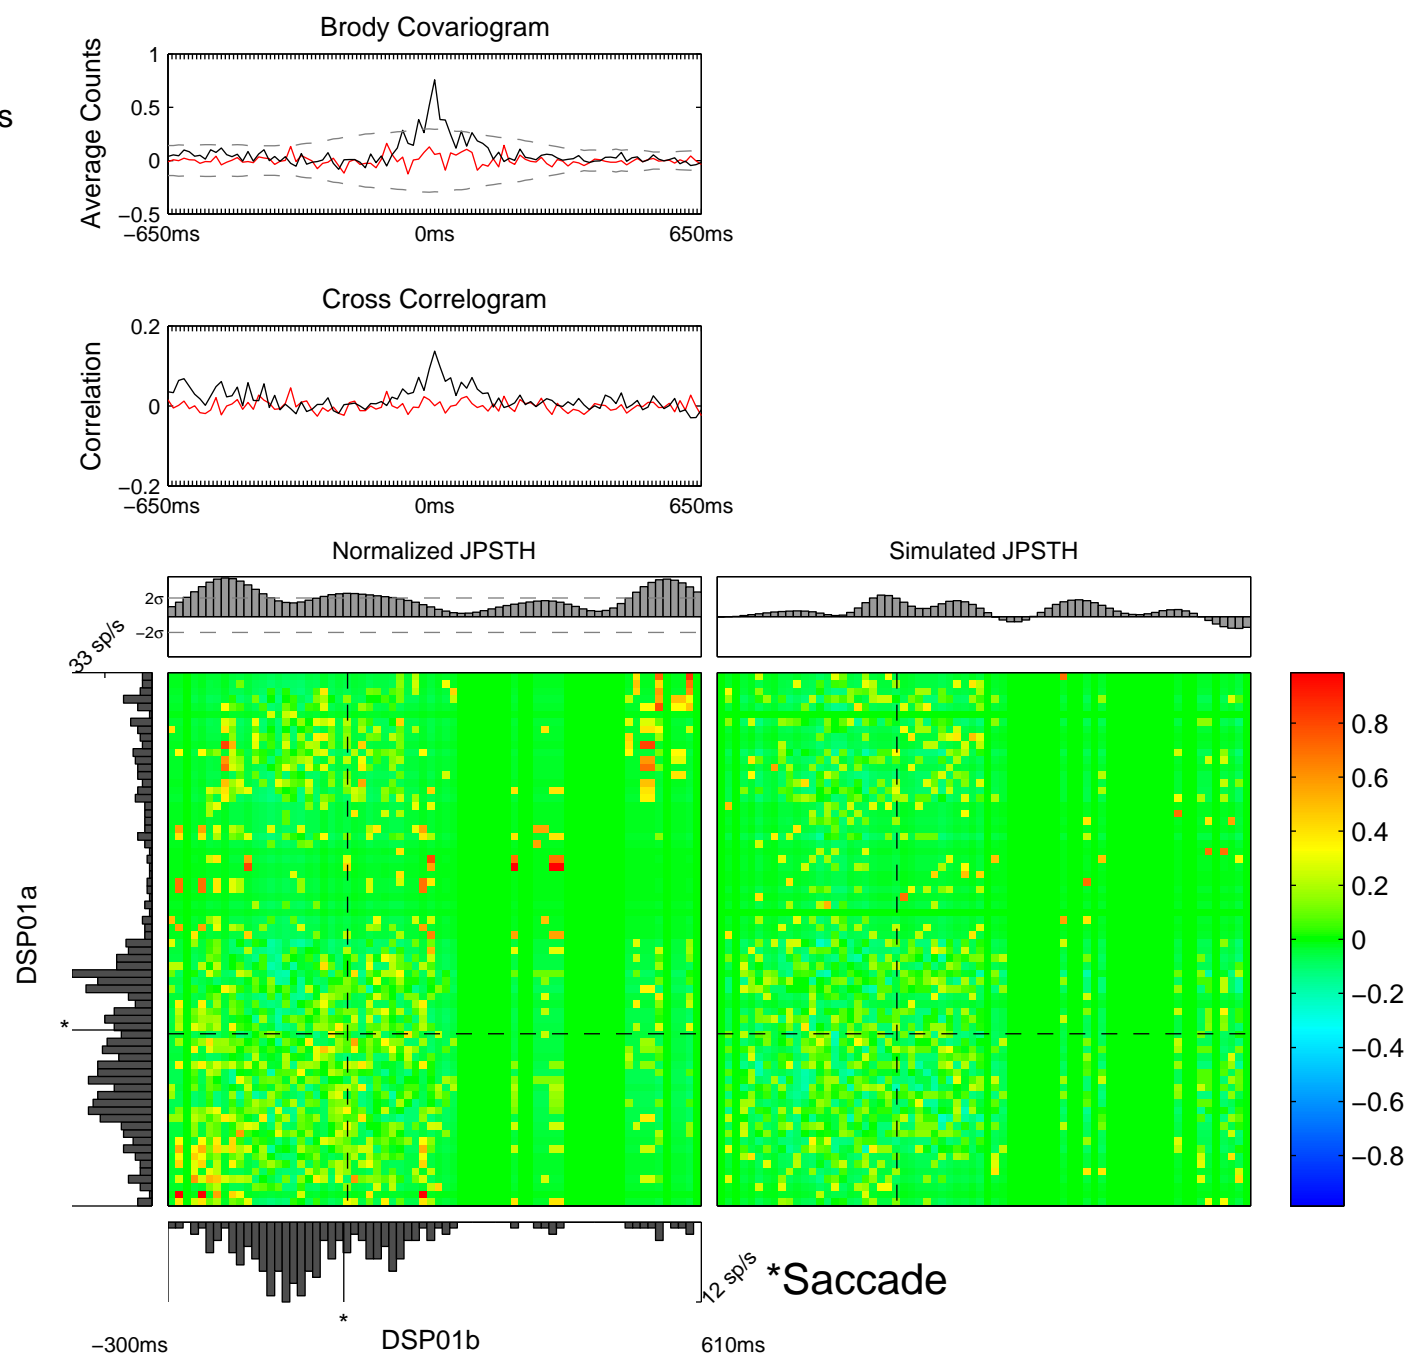 Brody Covariogram
s
Average Counts
1
0.5
0
−0.5
−650ms
0ms
650ms
Cross Correlogram
Correlation
0.2
0
−0.2
−650ms
0ms
650ms
Normalized JPSTH
Simulated JPSTH
2σ
−2σ
33 sp/s
DSP01a
*
0.8
0.6
0.4
0.2
0
−0.2
−0.4
−0.6
−0.8
12 sp/s
*Saccade
*
DSP01b
−300ms
610ms